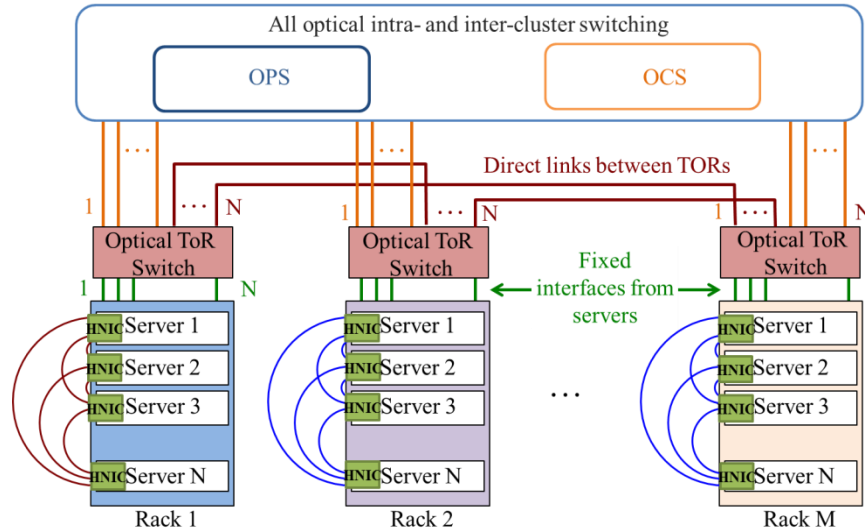 All optical intra- and inter-cluster switching
OPS
OCS
...
...
...
Direct links between TORs
1
...
N
1
...
N
1
...
N
Optical ToR
Switch
Optical ToR
Switch
Optical ToR
Switch
1
N
Fixed
interfaces from
servers
HNIC Server 1
HNIC Server 2
HNIC Server 3
HNIC Server N
Rack 1
HNIC Server 1
HNIC Server 2
HNIC Server 3
HNIC Server N
Rack 2
...
HNIC Server 1
HNIC Server 2
HNIC Server 3
HNIC Server N
Rack M